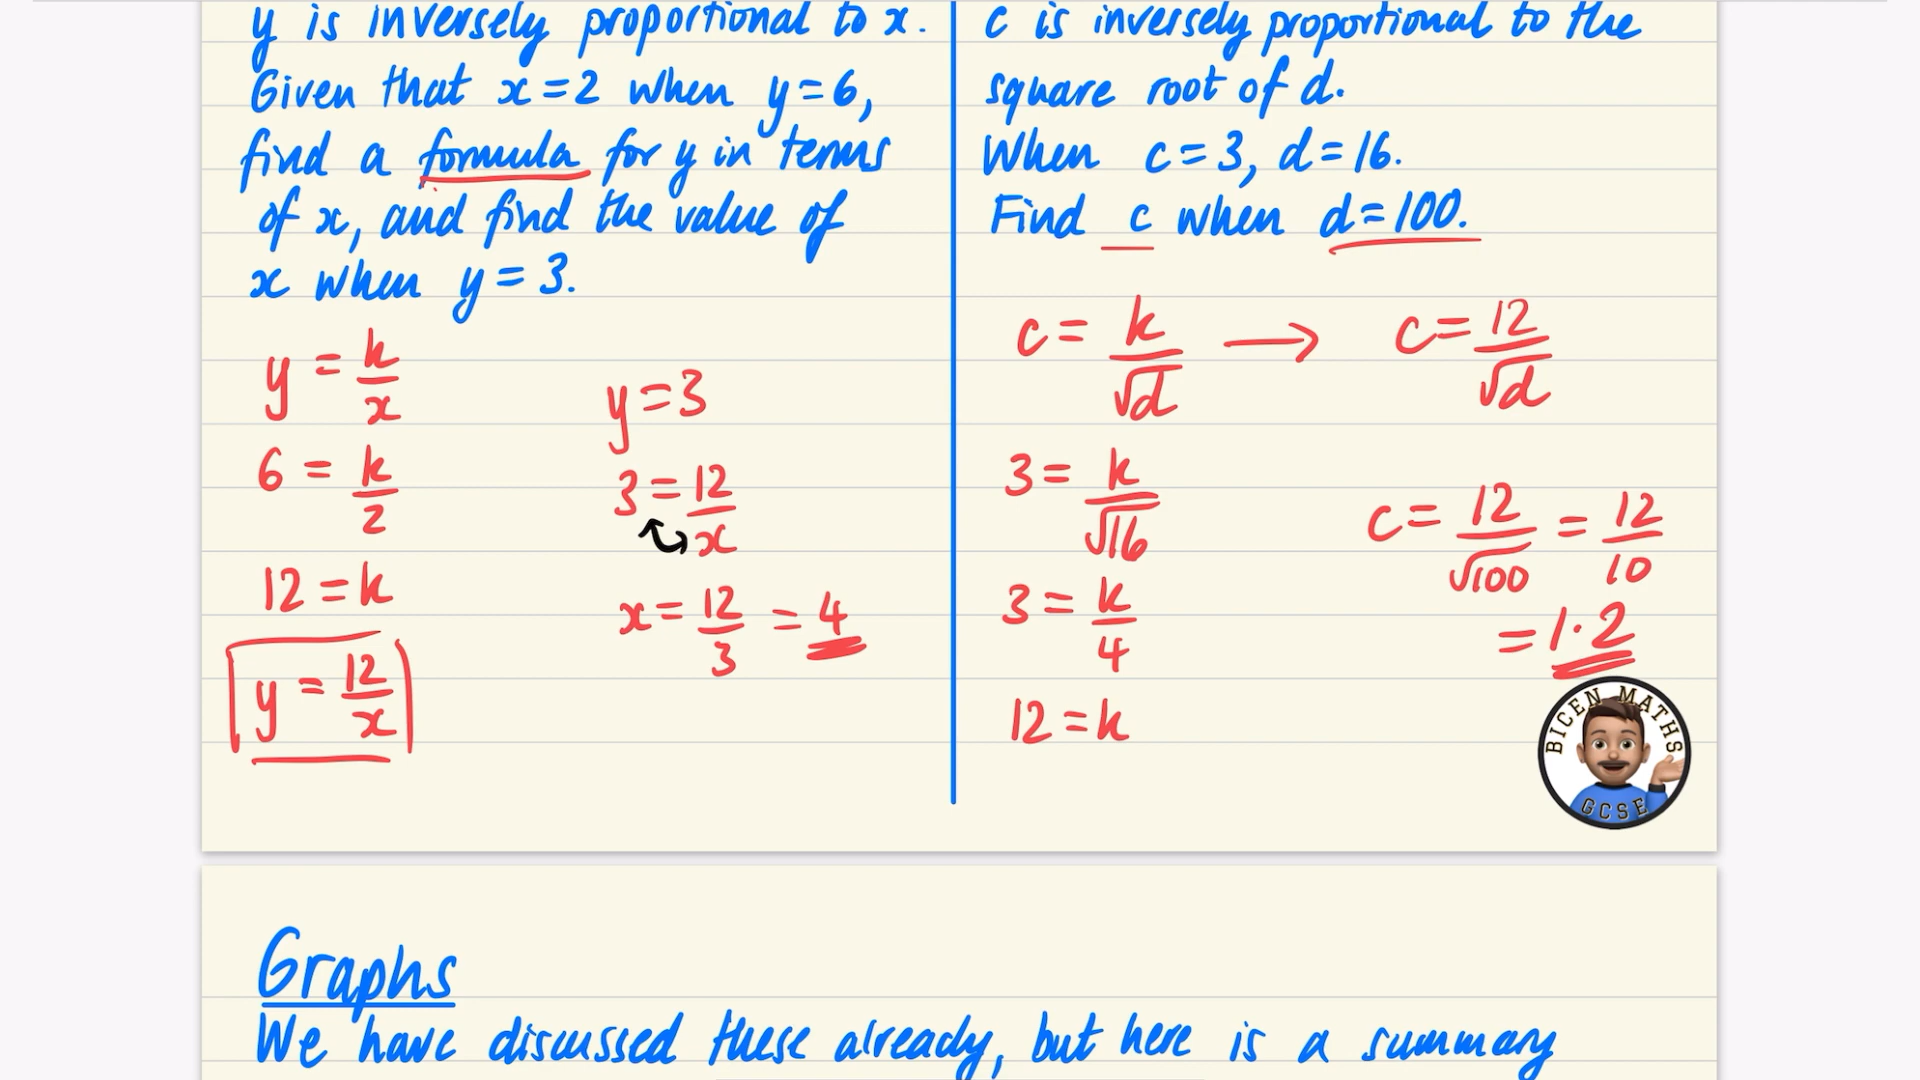 y is inversely proportional to x.
Given that x=2 when y=6,
find a formula for y in terms
of x, and find the value of
x when y=3.
y = k/x
6 = k/2
12 = k
y = 12/x
y=3
3 = 12/x
x = 12/3 = 4
c is inversely proportional to the
square root of d.
When c=3, d=16.
Find c when d=100.
c = k/√d → c = 12/√d
3 = k/√16
3 = k/4
12 = k
c = 12/√100 = 12/10
= 1.2
BICEN MATHS
GCSE
Graphs
We have discussed these already, but here is a summary